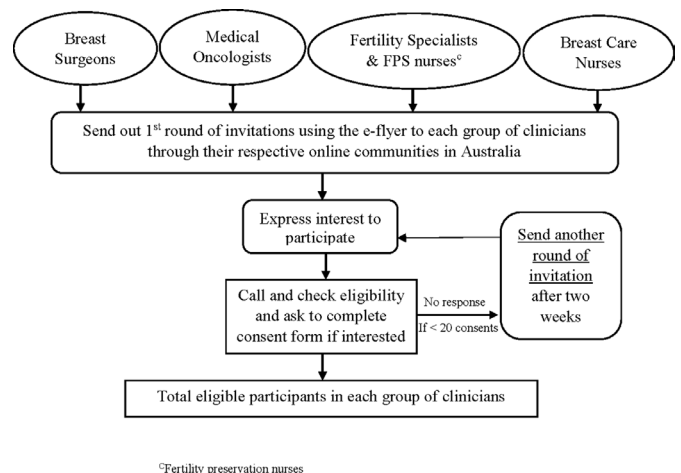 Breast
Surgeons
Medical
Oncologists
Fertility Specialists
& FPS nursesᶜ
Breast Care
Nurses
Send out 1ˢᵗ round of invitations using the e-flyer to each group of clinicians
through their respective online communities in Australia
Express interest to
participate
Send another
round of
invitation
after two
weeks
Call and check eligibility
and ask to complete
consent form if interested
No response
If < 20 consents
Total eligible participants in each group of clinicians
ᶜFertility preservation nurses